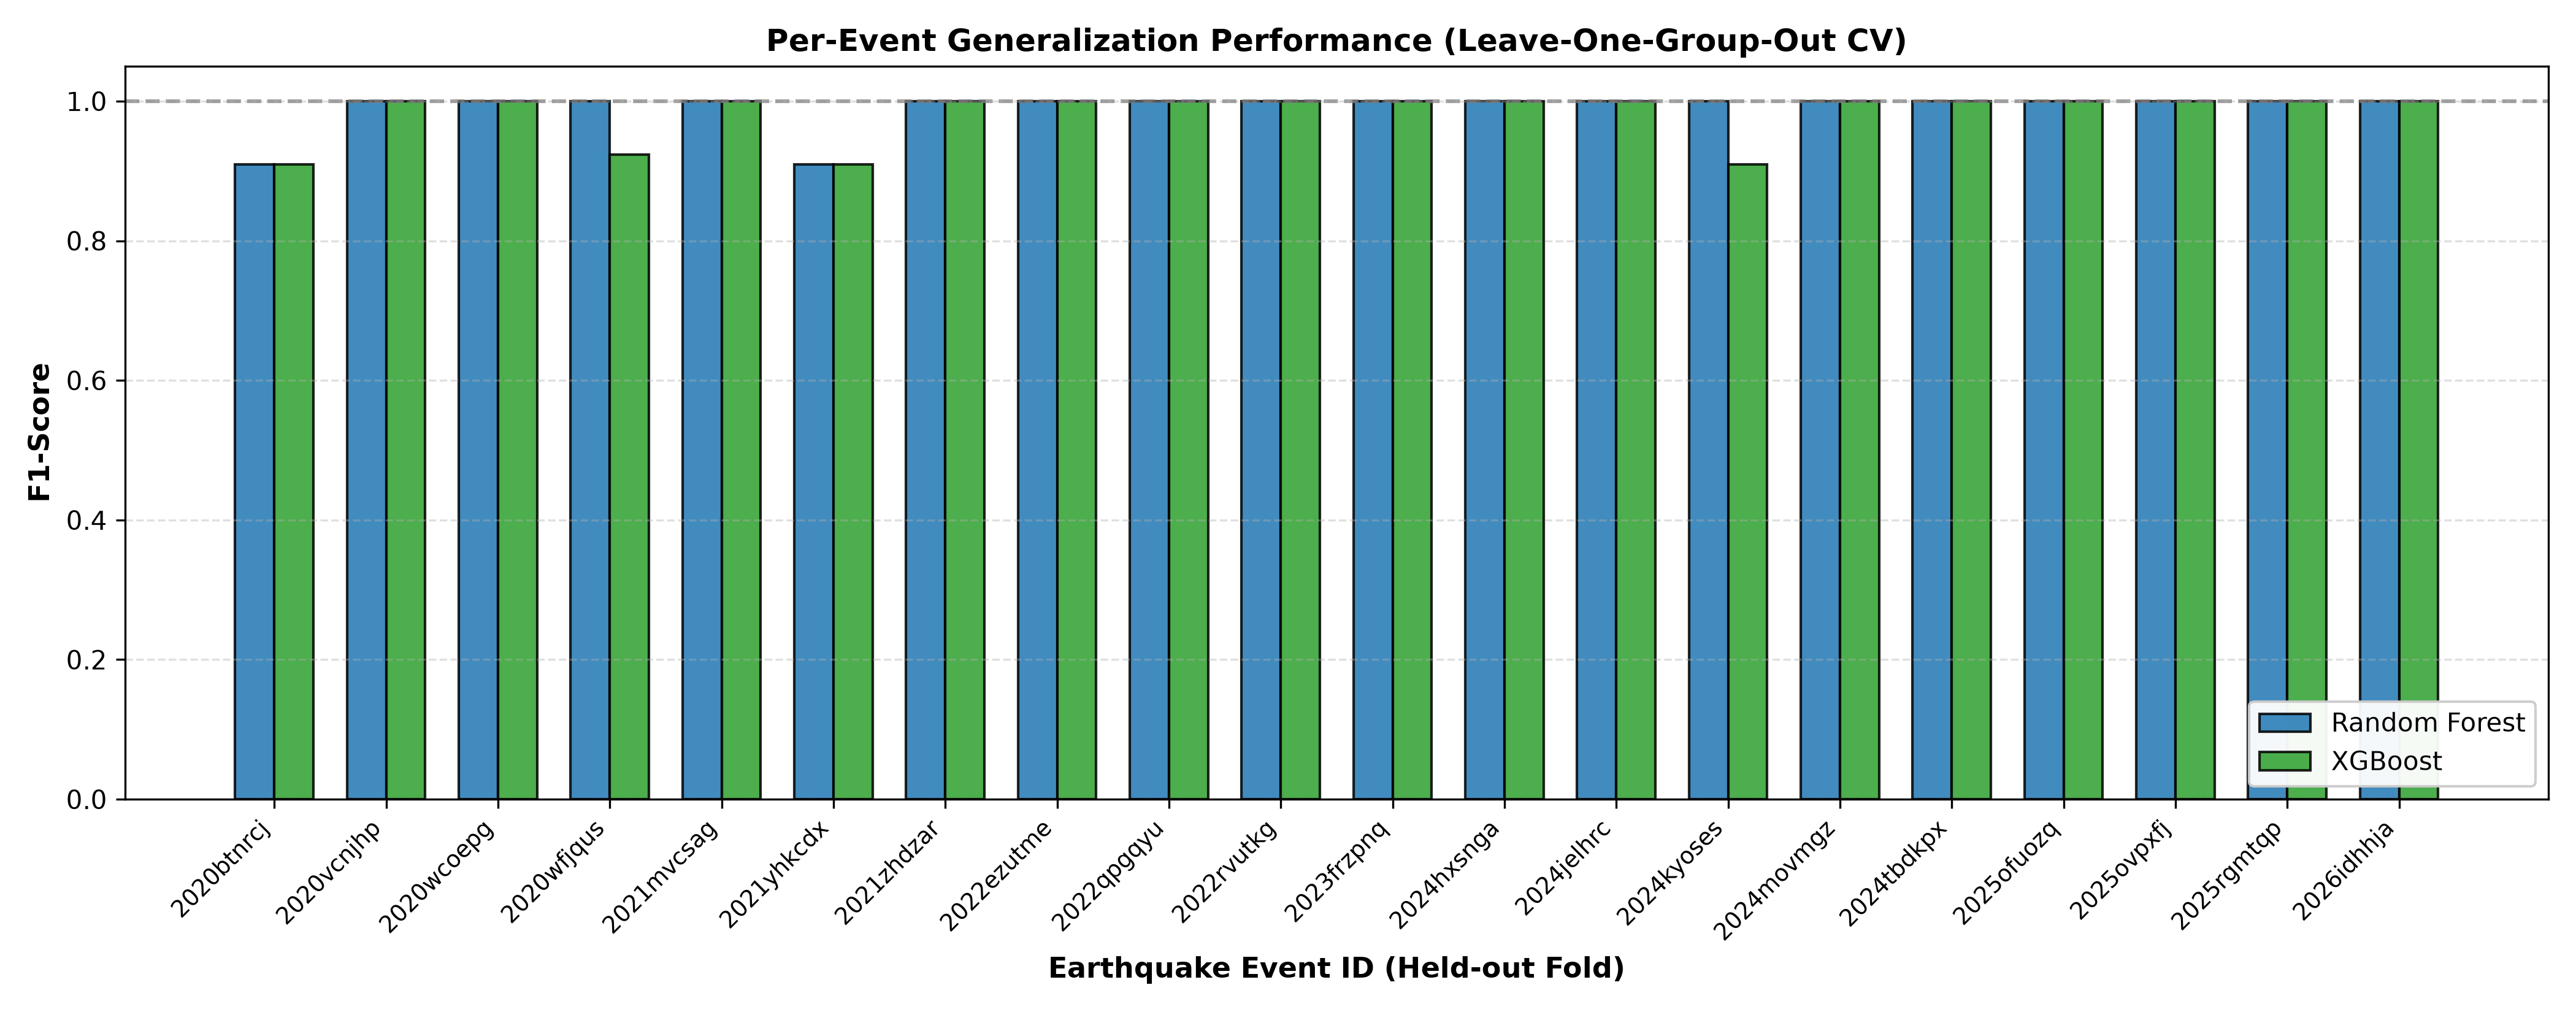 Per-Event Generalization Performance (Leave-One-Group-Out CV)
1.0
0.8
0.6
0.4
0.2
0.0
F1-Score
Random Forest
XGBoost
2020btnrcj
2020vcnjhp
2020wcoepg
2020wfjqus
2021mvcsag
2021yhkcdx
2021zhdzar
2022ezutme
2022qpgqyu
2022rvutkg
2023frzpnq
2024hxsnga
2024jelhrc
2024kyoses
2024movmgz
2024tbdkpx
2025ofuozq
2025ovpxfj
2025rgmtqp
2026idhhja
Earthquake Event ID (Held-out Fold)